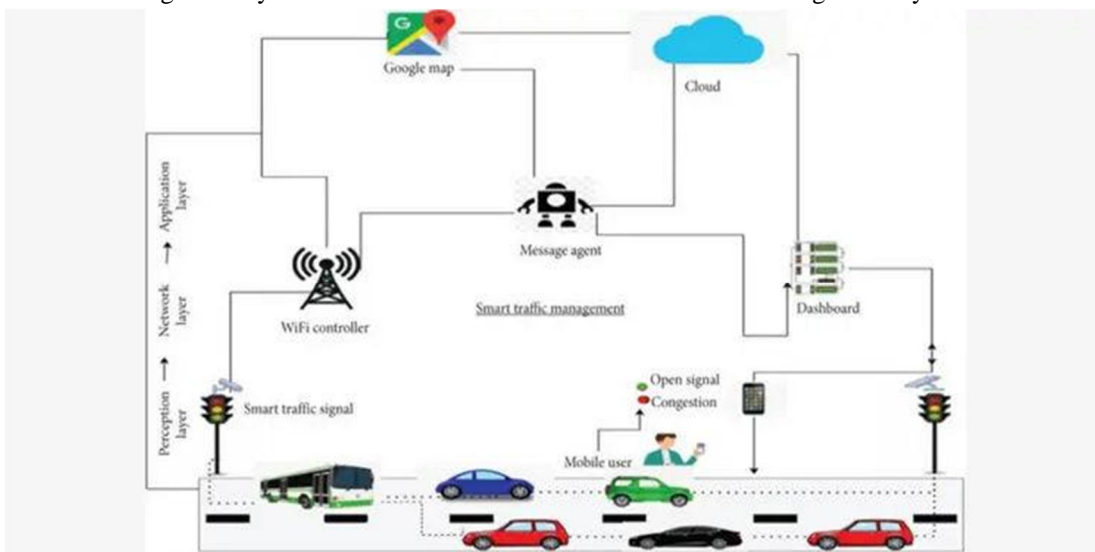 G
Google map
Cloud
Application
layer
Network
layer
Perception
layer
Message agent
WiFi controller
Smart traffic management
Dashboard
Smart traffic signal
Open signal
Congestion
Mobile user